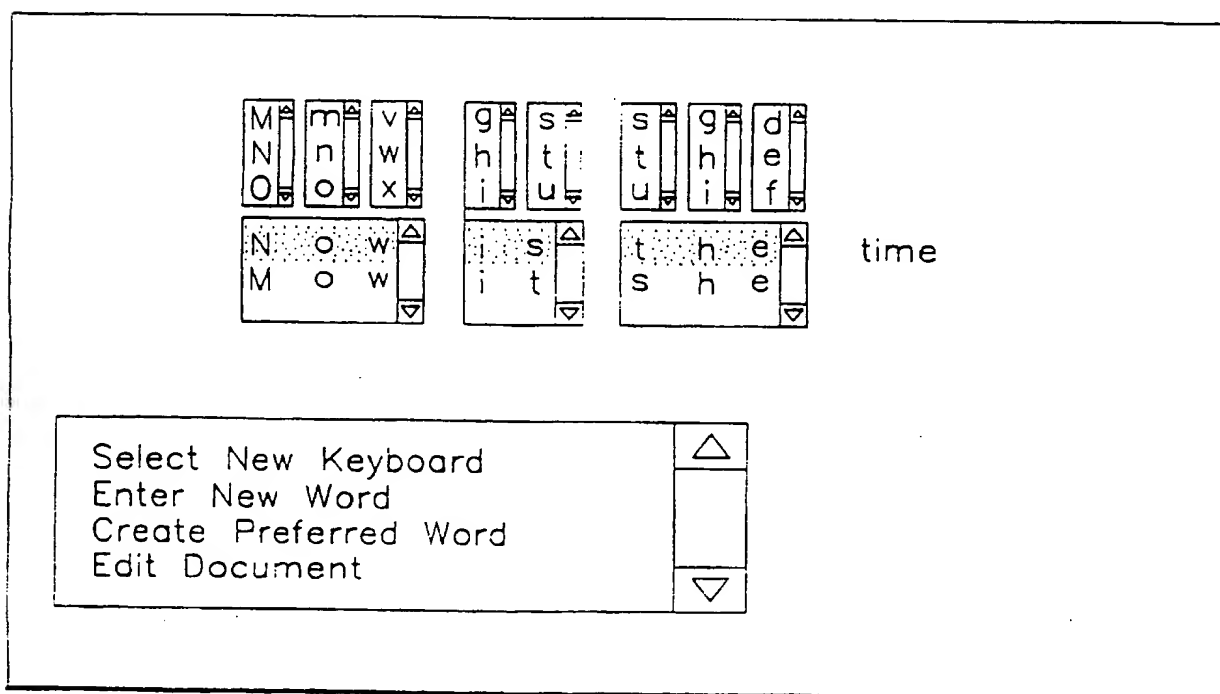 M m v g s s g d
N n w h t t h e
O o x i u u i f
N o w i s t h e time
M o w i t s h e
Select New Keyboard
Enter New Word
Create Preferred Word
Edit Document